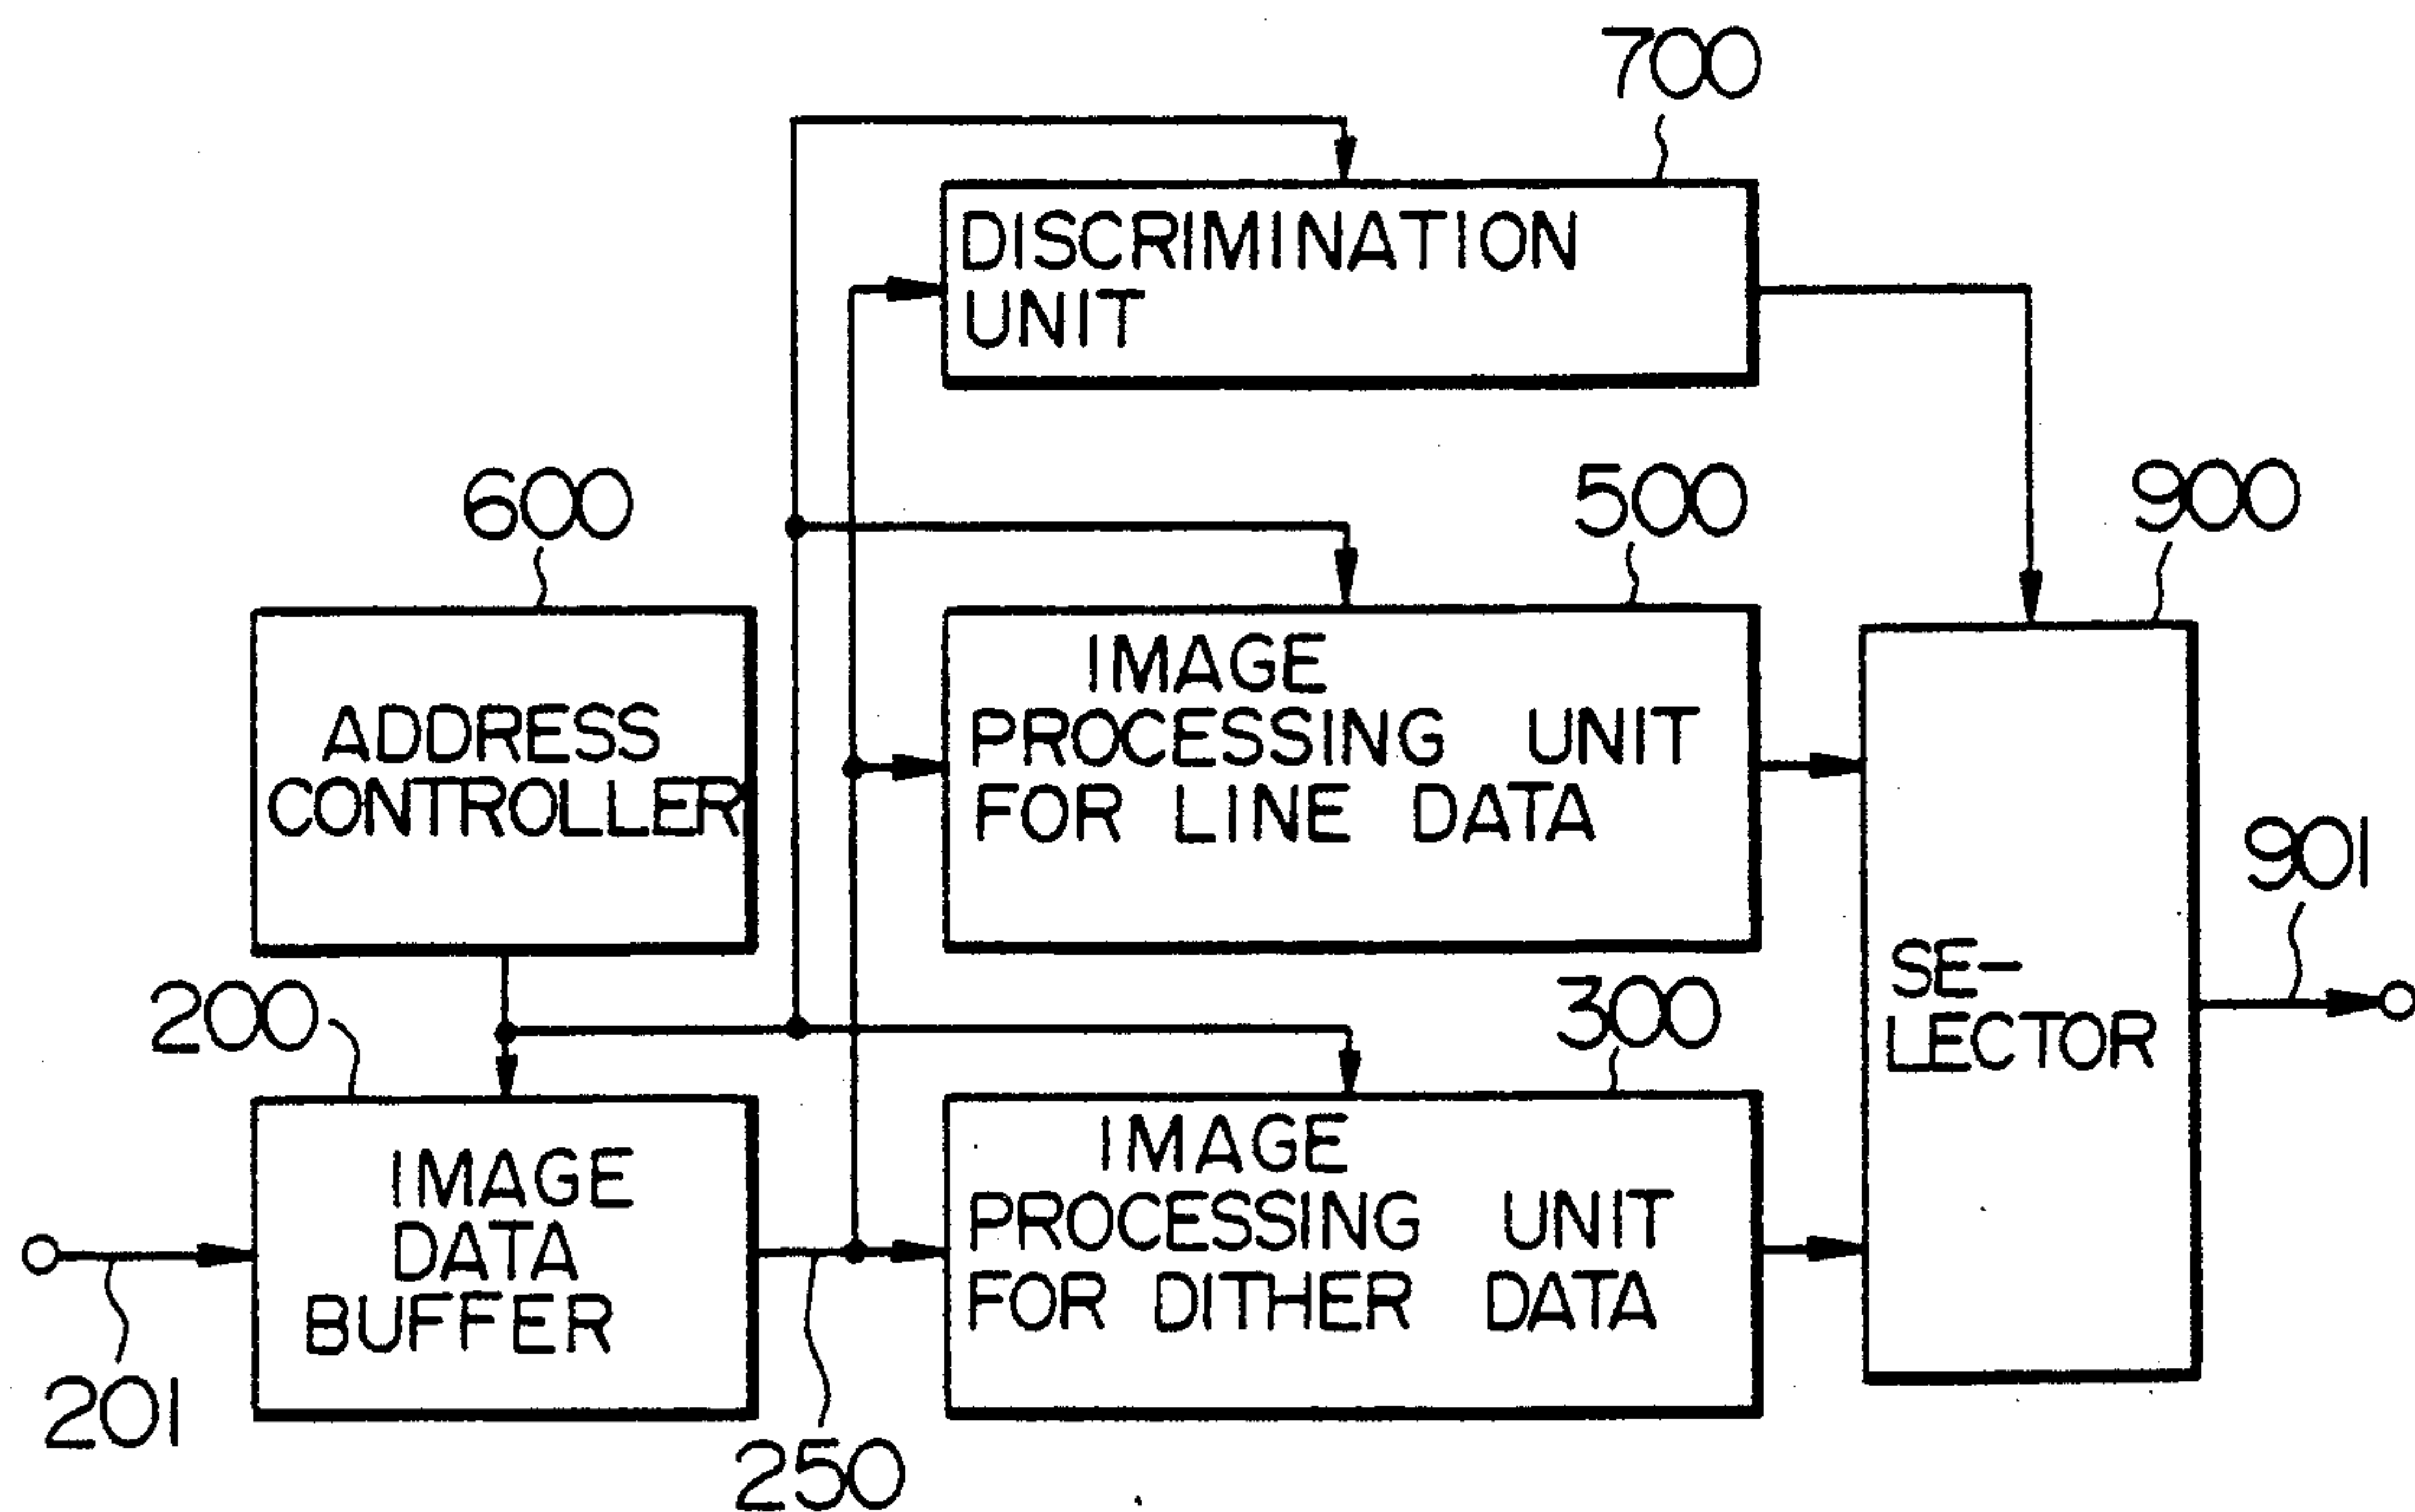 700
DISCRIMINATION
UNIT
600
500
900
ADDRESS
CONTROLLER
IMAGE
PROCESSING UNIT
FOR LINE DATA
901
SE-
LECTOR
200
300
IMAGE
DATA
BUFFER
IMAGE
PROCESSING UNIT
FOR DITHER DATA
201
250